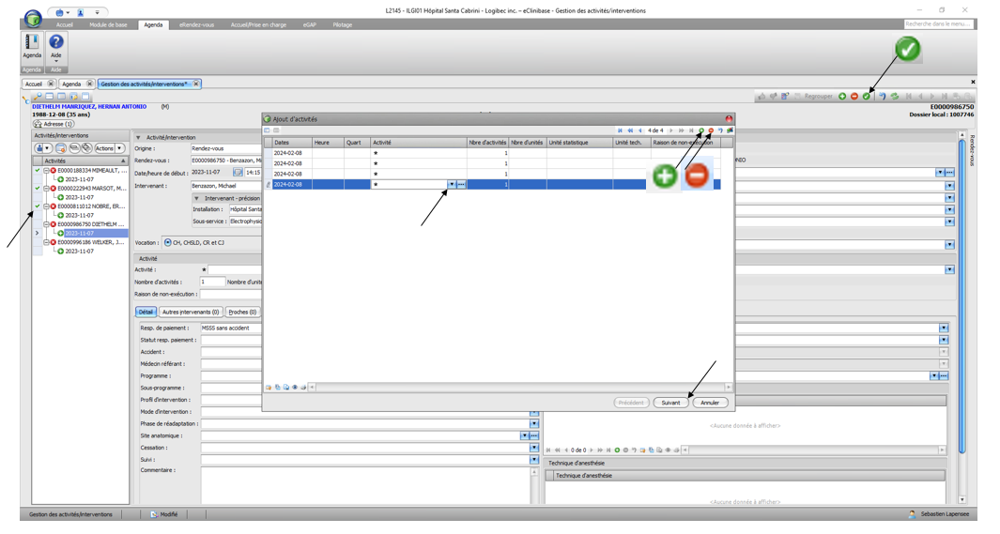 L2145 - ILGI01 Hôpital Santa Cabrini - Logibec inc. – eClinibase - Gestion des activités/interventions
Accueil Module de base Agenda eRendez-vous Accueil/Prise en charge eGAP Pilotage
Recherche dans le menu...
Agenda Aide
Agenda Aide
Accueil Agenda Gestion des activités/interventions*
Regrouper
DIETHELM MANRIQUEZ, HERNAN ANTONIO (M)
E0000986750
1988-12-08 (35 ans)
Dossier local : 1007746
Adresse (1)
Activités/interventions
Actions
Activités
E0000188334 MIMEAULT, ...
2023-11-07
E0000222943 MARSOT, M...
2023-11-07
E0000811012 NOBRE, ER...
2023-11-07
E0000986750 DIETHELM ...
2023-11-07
E0000996186 WELKER, J...
2023-11-07
Activité/intervention
Origine : Rendez-vous
Rendez-vous : E0000986750 - Benzazon, M
Date/heure de début : 2023-11-07 14:15
Intervenant : Benzazon, Michael
Intervenant - précision
Installation : Hôpital Santa
Sous-service : Electrophysio
Vocation : CH, CHSLD, CR et CJ
Activité
Activité : *
Nombre d'activités : 1 Nombre d'unité
Raison de non-exécution :
Détail Autres intervenants (0) Proches (0)
Resp. de paiement : MSSS sans accident
Statut resp. paiement :
Accident :
Médecin référant :
Programme :
Sous-programme :
Profil d'intervention :
Mode d'intervention :
Phase de réadaptation :
Site anatomique :
Cessation :
Suivi :
Commentaire :
Ajout d'activités
4 de 4
Dates Heure Quart Activité Nbre d'activités Nbre d'unités Unité statistique Unité tech. Raison de non-exécution
2024-02-08 * 1
2024-02-08 * 1
2024-02-08 * 1
2024-02-08 * 1
Précédent Suivant Annuler
Rendez-vous
<Aucune donnée à afficher>
0 de 0
Technique d'anesthésie
Technique d'anesthésie
<Aucune donnée à afficher>
Gestion des activités/interventions Modifié Sebastien Lapensee